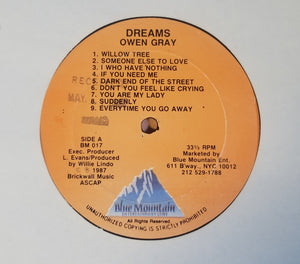 DREAMS
OWEN GRAY
1. WILLOW TREE
2. SOMEONE ELSE TO LOVE
3. I WHO HAVE NOTHING
4. IF YOU NEED ME
5. DARK END OF THE STREET
6. DON'T YOU FEEL LIKE CRYING
7. YOU ARE MY LADY
8. SUDDENLY
9. EVERYTIME YOU GO AWAY
REC
MAY
SIDE A
BM 017
Exec. Producer
L. Evans/Produced
by Willie Lindo
℗ © 1987
Brickwall Music
ASCAP
33⅓ RPM
Marketed by
Blue Mountain Ent.
611 B'way., NYC 10012
212 529-1788
Blue Mountain
All Rights Reserved
UNAUTHORIZED COPYING IS STRICTLY PROHIBITED